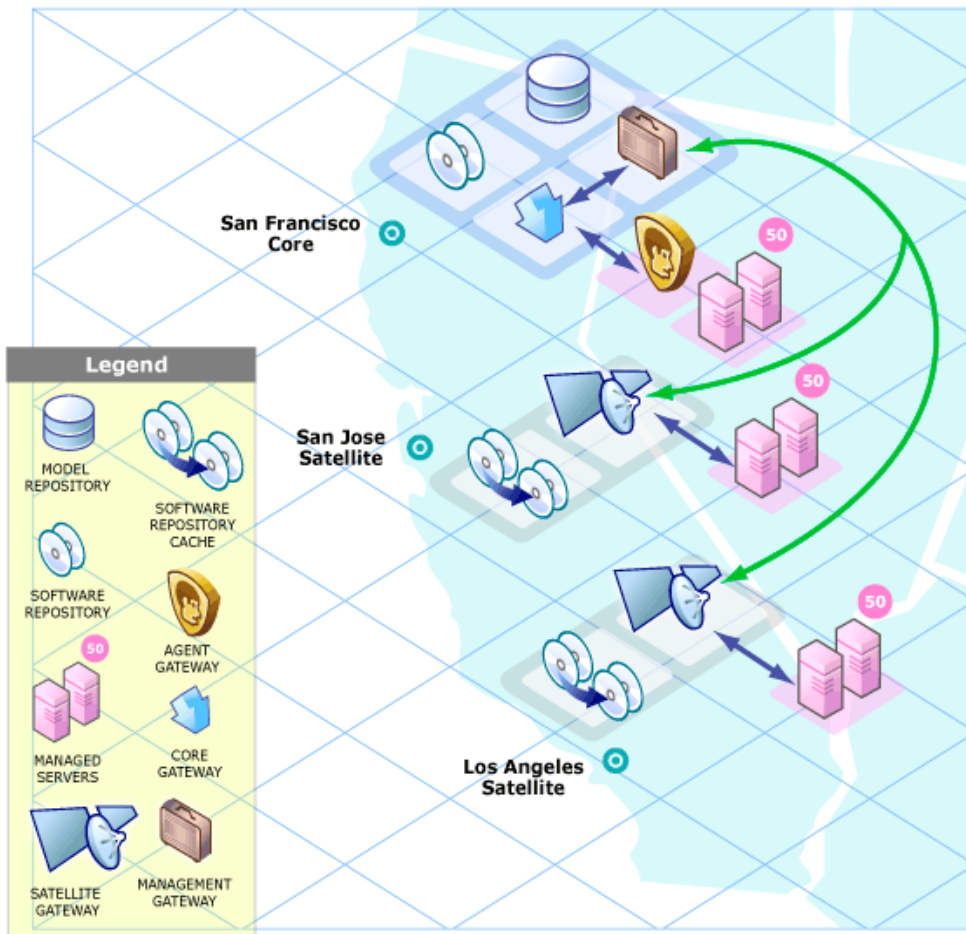 San Francisco
Core
50
San Jose
Satellite
50
Los Angeles
Satellite
50
Legend
MODEL
REPOSITORY
SOFTWARE
REPOSITORY
CACHE
SOFTWARE
REPOSITORY
AGENT
GATEWAY
50
MANAGED
SERVERS
CORE
GATEWAY
SATELLITE
GATEWAY
MANAGEMENT
GATEWAY